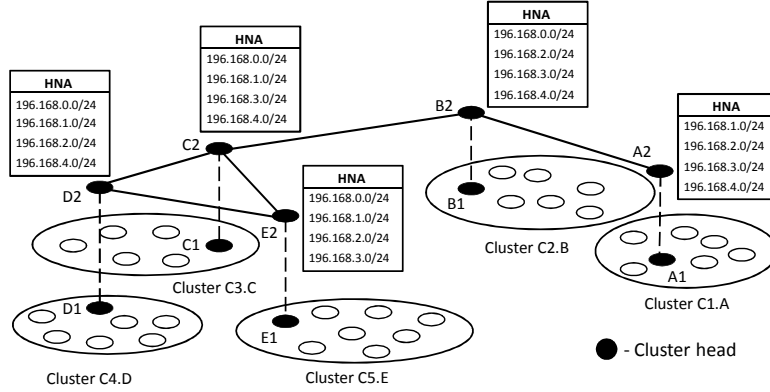 HNA
196.168.0.0/24
196.168.2.0/24
196.168.3.0/24
196.168.4.0/24
HNA
196.168.0.0/24
196.168.1.0/24
196.168.3.0/24
196.168.4.0/24
HNA
196.168.0.0/24
196.168.1.0/24
196.168.2.0/24
196.168.4.0/24
HNA
196.168.1.0/24
196.168.2.0/24
196.168.3.0/24
196.168.4.0/24
B2
C2
A2
D2
HNA
196.168.0.0/24
196.168.1.0/24
196.168.2.0/24
196.168.3.0/24
E2
B1
C1
Cluster C2.B
A1
Cluster C3.C
Cluster C1.A
D1
E1
- Cluster head
Cluster C4.D
Cluster C5.E